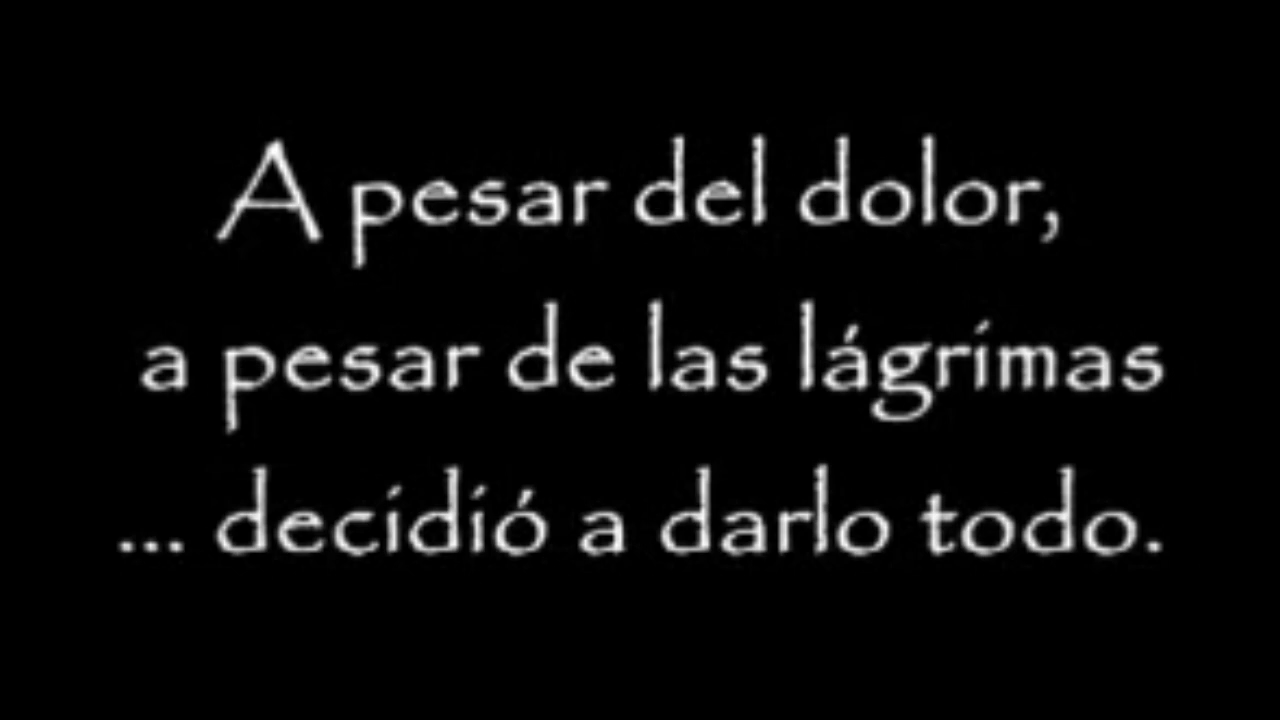 A pesar del dolor,
a pesar de las lágrimas
... decidió a darlo todo.